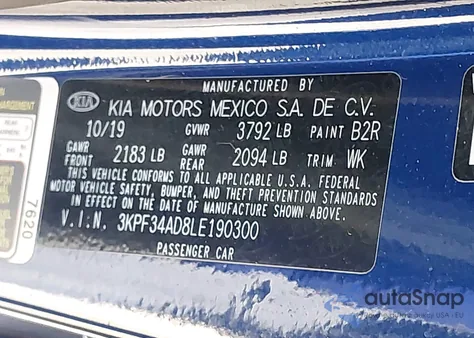 MANUFACTURED BY
KIA KIA MOTORS MEXICO S.A. DE C.V.
10/19 GVWR 3792 LB PAINT B2R
GAWR FRONT 2183 LB GAWR REAR 2094 LB TRIM WK
THIS VEHICLE CONFORMS TO ALL APPLICABLE U.S.A. FEDERAL
MOTOR VEHICLE SAFETY, BUMPER, AND THEFT PREVENTION STANDARDS
IN EFFECT ON THE DATE OF MANUFACTURE SHOWN ABOVE.
V.I.N. 3KPF34AD8LE190300
PASSENGER CAR
7620
autoSnap